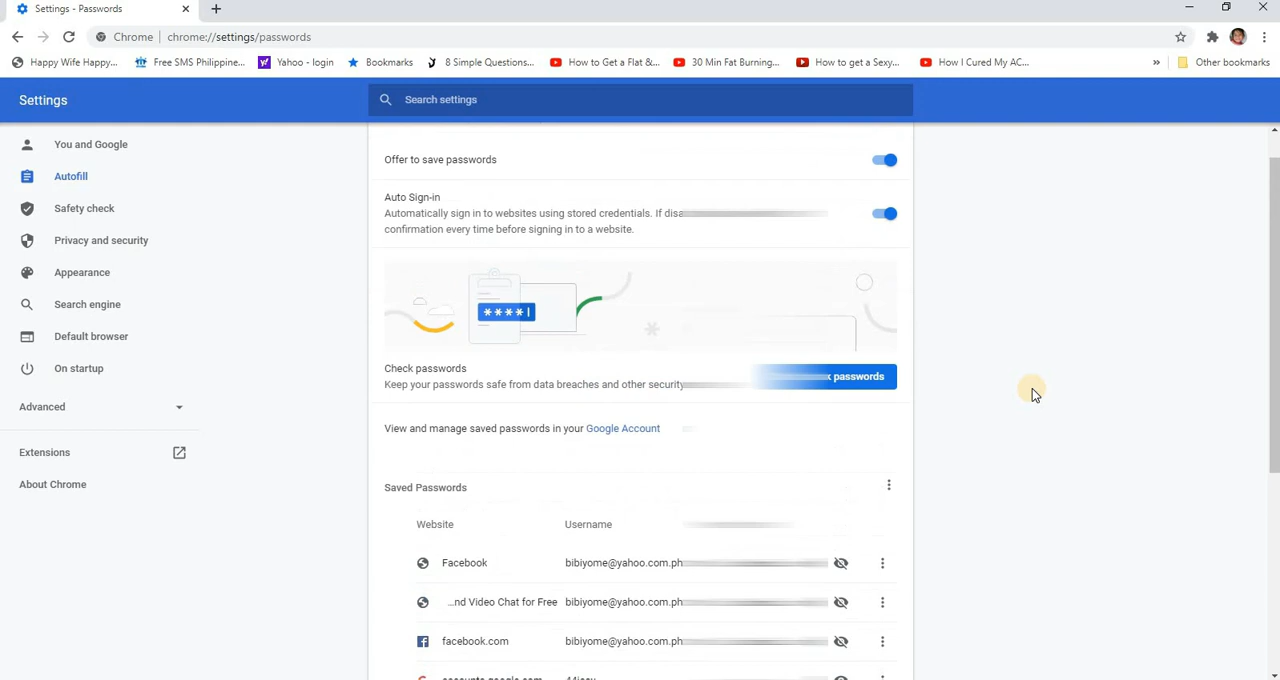 Settings - Passwords
Chrome | chrome://settings/passwords
Happy Wife Happy... Free SMS Philippine... Yahoo - login Bookmarks 8 Simple Questions... How to Get a Flat &... 30 Min Fat Burning... How to get a Sexy... How I Cured My AC... » Other bookmarks
Settings
Search settings
You and Google
Autofill
Safety check
Privacy and security
Appearance
Search engine
Default browser
On startup
Advanced
Extensions
About Chrome
Offer to save passwords
Auto Sign-in
Automatically sign in to websites using stored credentials. If
confirmation every time before signing in to a website.
****
Check passwords
Keep your passwords safe from data breaches and other security
passwords
View and manage saved passwords in your Google Account
Saved Passwords
Website Username
Facebook bibiyome@yahoo.com.ph
...nd Video Chat for Free bibiyome@yahoo.com.ph
facebook.com bibiyome@yahoo.com.ph